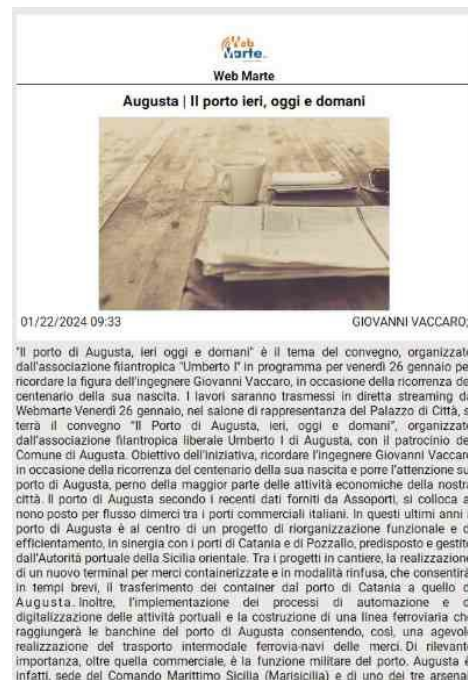 Web
Marte
Web Marte
Augusta | Il porto ieri, oggi e domani
01/22/2024 09:33
GIOVANNI VACCARO;
"Il porto di Augusta, ieri oggi e domani" è il tema del convegno, organizzato
dall'associazione filantropica "Umberto I" in programma per venerdì 26 gennaio per
ricordare la figura dell'ingegnere Giovanni Vaccaro, in occasione della ricorrenza del
centenario della sua nascita. I lavori saranno trasmessi in diretta streaming da
Webmarte Venerdì 26 gennaio, nel salone di rappresentanza del Palazzo di Città, si
terrà il convegno "Il Porto di Augusta, ieri, oggi e domani", organizzato
dall'associazione filantropica liberale Umberto I di Augusta, con il patrocinio del
Comune di Augusta. Obiettivo dell'iniziativa, ricordare l'ingegnere Giovanni Vaccaro
in occasione della ricorrenza del centenario della sua nascita e porre l'attenzione sul
porto di Augusta, perno della maggior parte delle attività economiche della nostra
città. Il porto di Augusta secondo i recenti dati forniti da Assoporti, si colloca al
nono posto per flusso dimerci tra i porti commerciali italiani. In questi ultimi anni il
porto di Augusta è al centro di un progetto di riorganizzazione funzionale e di
efficientamento, in sinergia con i porti di Catania e di Pozzallo, predisposto e gestito
dall'Autorità portuale della Sicilia orientale. Tra i progetti in cantiere, la realizzazione
di un nuovo terminal per merci containerizzate e in modalità rinfusa, che consentirà,
in tempi brevi, il trasferimento dei container dal porto di Catania a quello di
Augusta. Inoltre, l'implementazione dei processi di automazione e di
digitalizzazione delle attività portuali e la costruzione di una linea ferroviaria che
raggiungerà le banchine del porto di Augusta consentendo, così, una agevole
realizzazione del trasporto intermodale ferrovia-navi delle merci. Di rilevante
importanza, oltre quella commerciale, è la funzione militare del porto. Augusta è,
infatti, sede del Comando Marittimo Sicilia (Marisicilia) e di uno dei tre arsenali